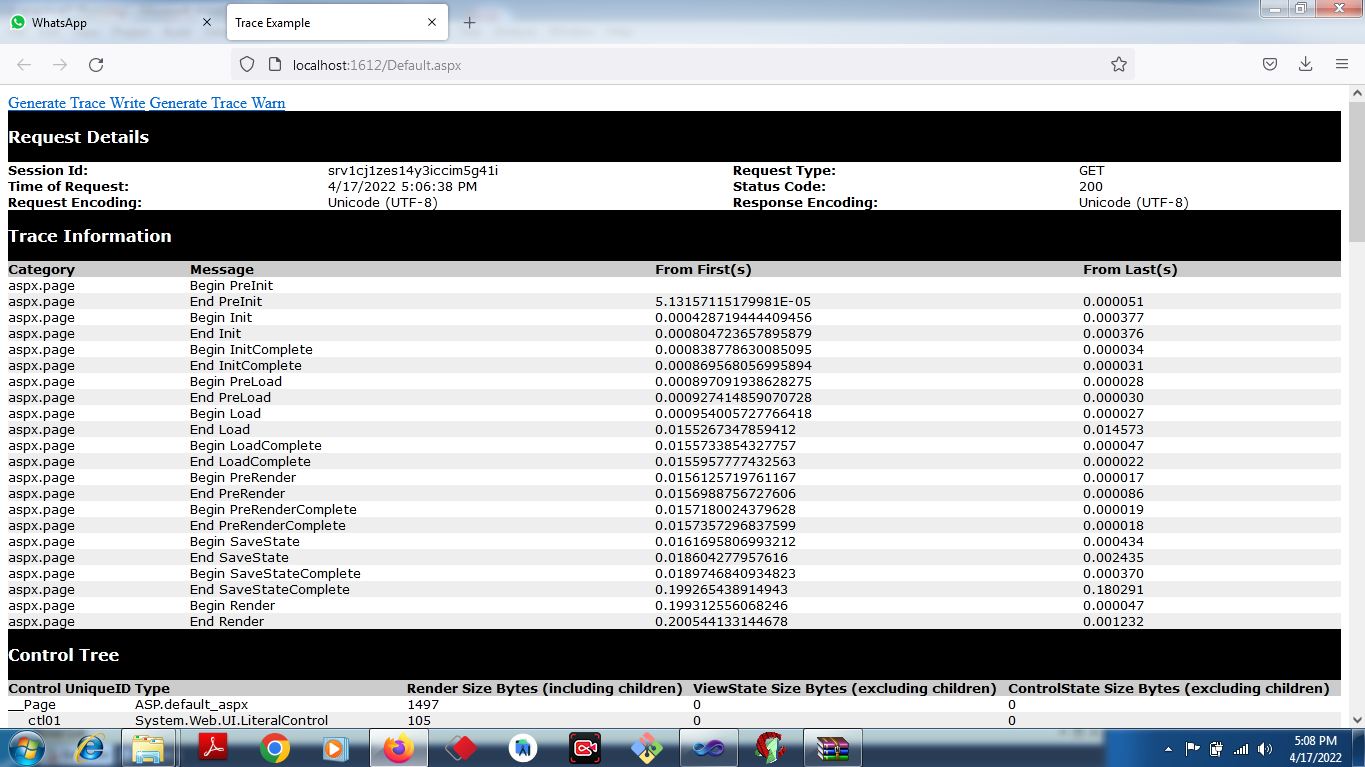 WhatsApp
Trace Example
localhost:1612/Default.aspx
Generate Trace Write Generate Trace Warn
Request Details
Session Id: srv1cj1zes14y3iccim5g41i Request Type: GET
Time of Request: 4/17/2022 5:06:38 PM Status Code: 200
Request Encoding: Unicode (UTF-8) Response Encoding: Unicode (UTF-8)
Trace Information
Category Message From First(s) From Last(s)
aspx.page Begin PreInit
aspx.page End PreInit 5.13157115179981E-05 0.000051
aspx.page Begin Init 0.000428719444409456 0.000377
aspx.page End Init 0.000804723657895879 0.000376
aspx.page Begin InitComplete 0.000838778630085095 0.000034
aspx.page End InitComplete 0.000869568056995894 0.000031
aspx.page Begin PreLoad 0.000897091938628275 0.000028
aspx.page End PreLoad 0.000927414859070728 0.000030
aspx.page Begin Load 0.000954005727766418 0.000027
aspx.page End Load 0.0155267347859412 0.014573
aspx.page Begin LoadComplete 0.0155733854327757 0.000047
aspx.page End LoadComplete 0.0155957777432563 0.000022
aspx.page Begin PreRender 0.0156125719761167 0.000017
aspx.page End PreRender 0.0156988756727606 0.000086
aspx.page Begin PreRenderComplete 0.0157180024379628 0.000019
aspx.page End PreRenderComplete 0.0157357296837599 0.000018
aspx.page Begin SaveState 0.0161695806993212 0.000434
aspx.page End SaveState 0.018604277957616 0.002435
aspx.page Begin SaveStateComplete 0.0189746840934823 0.000370
aspx.page End SaveStateComplete 0.199265438914943 0.180291
aspx.page Begin Render 0.199312556068246 0.000047
aspx.page End Render 0.200544133144678 0.001232
Control Tree
Control UniqueID Type Render Size Bytes (including children) ViewState Size Bytes (excluding children) ControlState Size Bytes (excluding children)
__Page ASP.default_aspx 1497 0 0
ctl01 System.Web.UI.LiteralControl 105 0 0
5:08 PM
4/17/2022